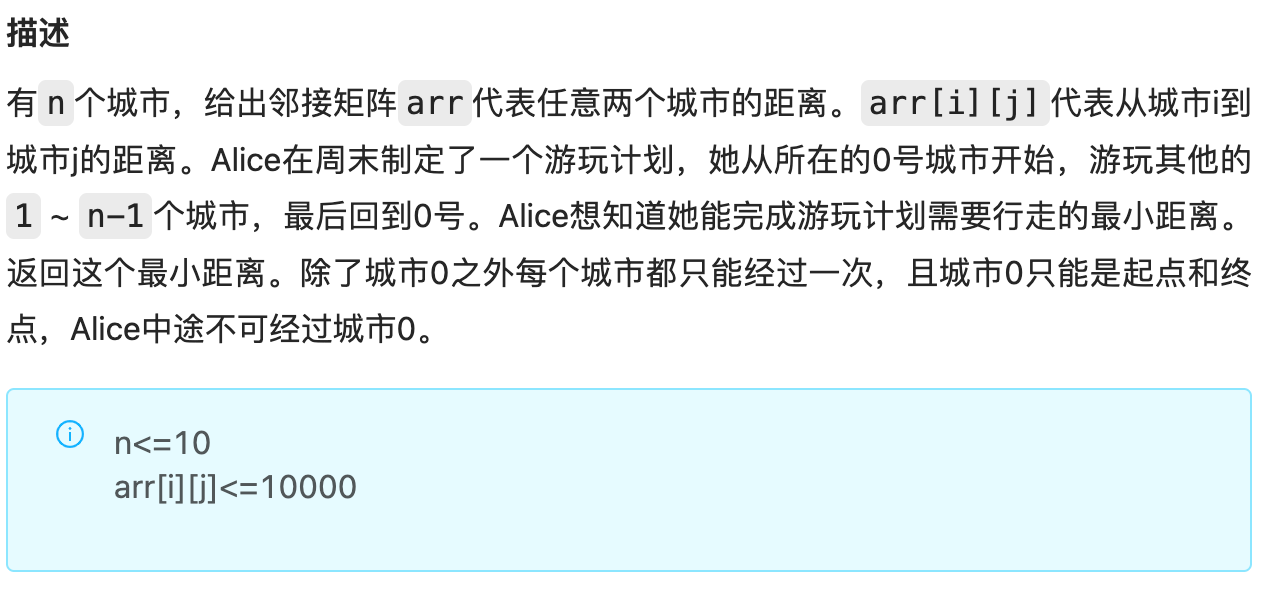 描述
有n个城市，给出邻接矩阵arr代表任意两个城市的距离。arr[i][j]代表从城市i到
城市j的距离。Alice在周末制定了一个游玩计划，她从所在的0号城市开始，游玩其他的
1 ~ n-1个城市，最后回到0号。Alice想知道她能完成游玩计划需要行走的最小距离。
返回这个最小距离。除了城市0之外每个城市都只能经过一次，且城市0只能是起点和终
点，Alice中途不可经过城市0。
n<=10
arr[i][j]<=10000